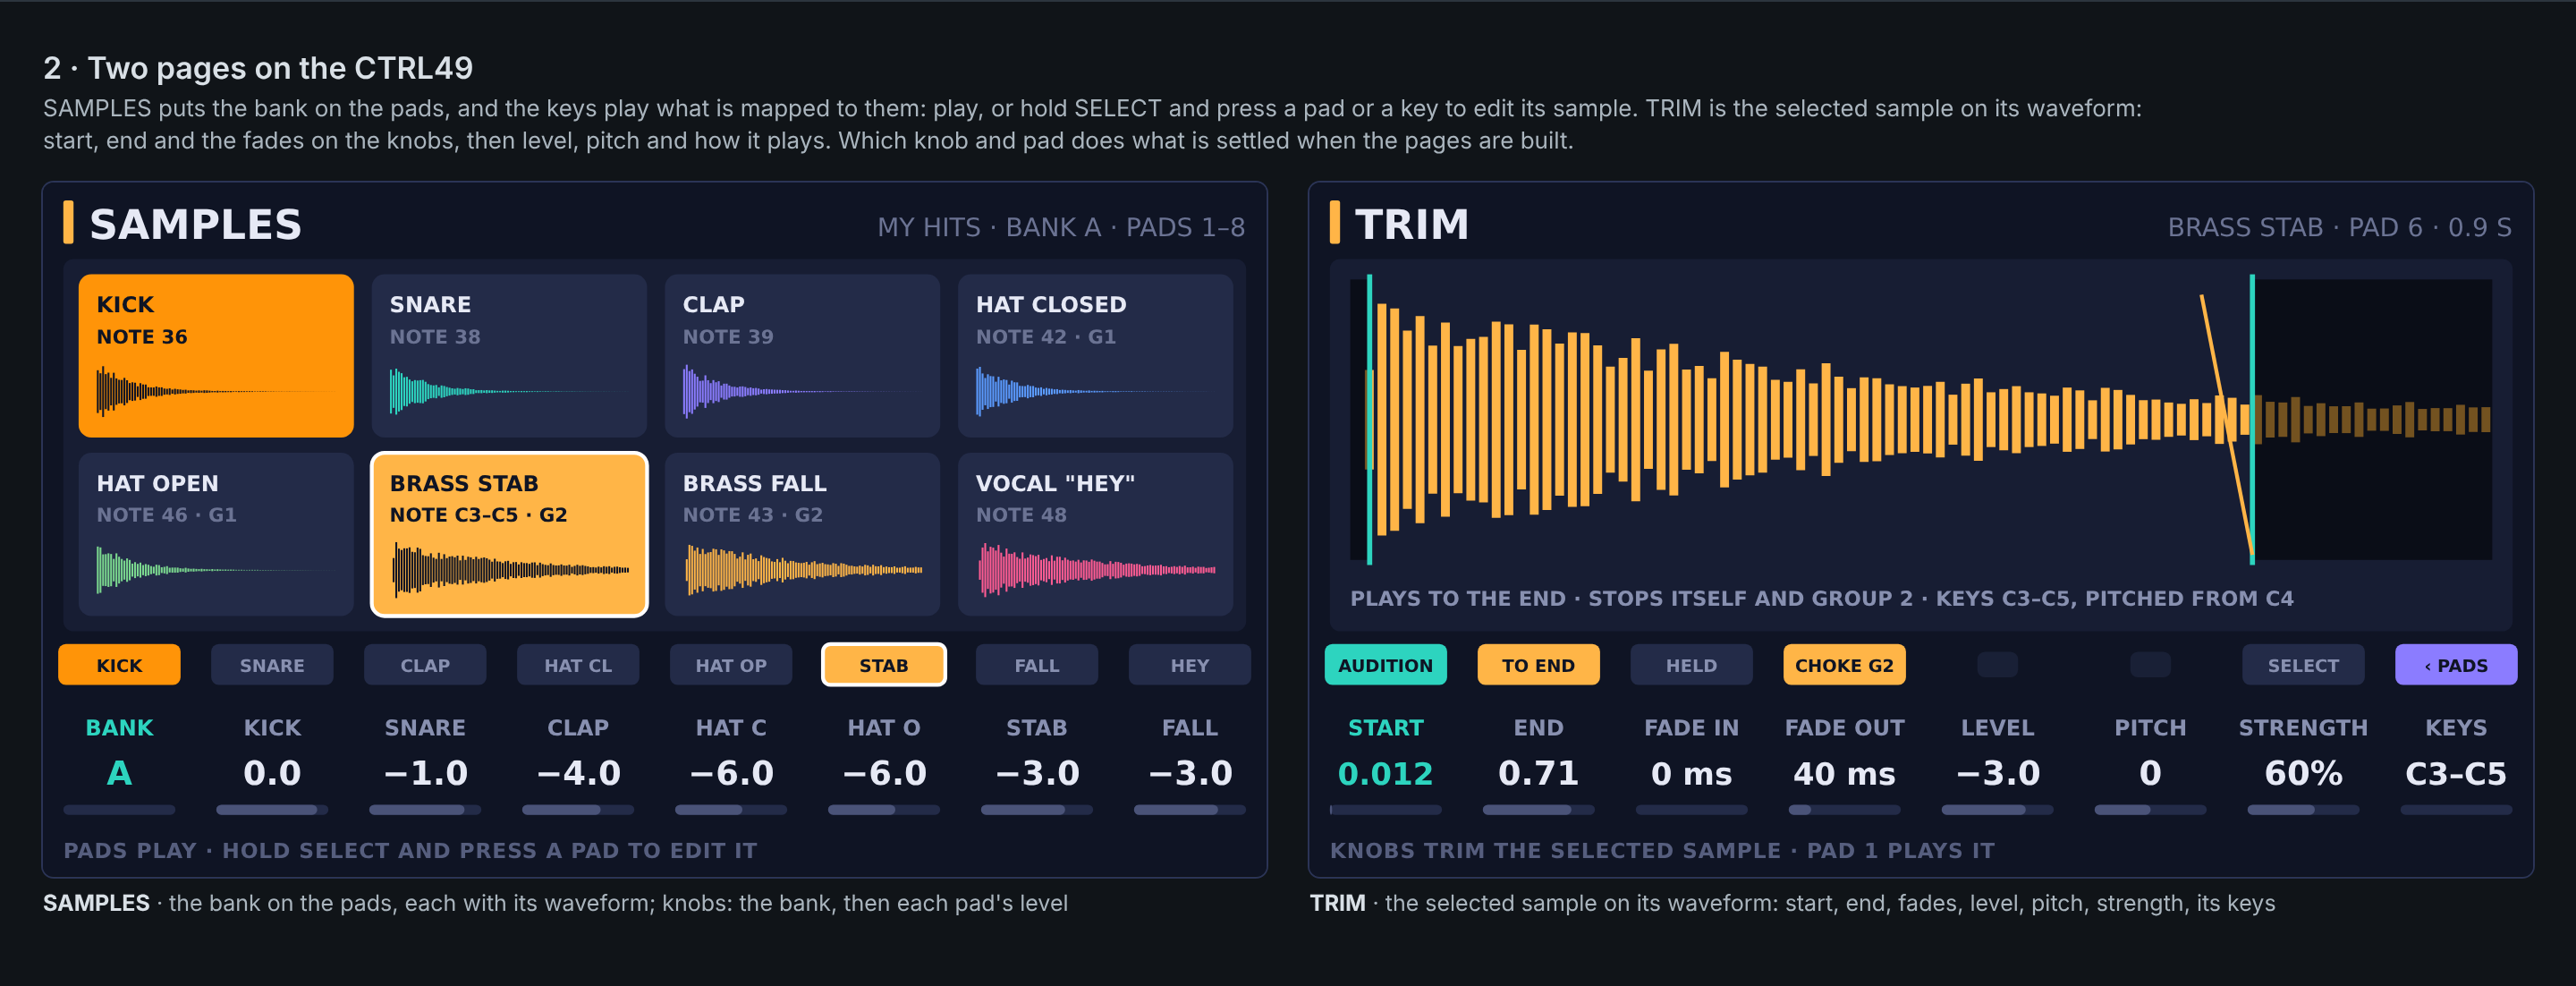 2 · Two pages on the CTRL49
SAMPLES puts the bank on the pads, and the keys play what is mapped to them: play, or hold SELECT and press a pad or a key to edit its sample. TRIM is the selected sample on its waveform:
start, end and the fades on the knobs, then level, pitch and how it plays. Which knob and pad does what is settled when the pages are built.
SAMPLES
MY HITS · BANK A · PADS 1–8
KICK
NOTE 36
SNARE
NOTE 38
CLAP
NOTE 39
HAT CLOSED
NOTE 42 · G1
HAT OPEN
NOTE 46 · G1
BRASS STAB
NOTE C3–C5 · G2
BRASS FALL
NOTE 43 · G2
VOCAL "HEY"
NOTE 48
KICK SNARE CLAP HAT CL HAT OP STAB FALL HEY
BANK KICK SNARE CLAP HAT C HAT O STAB FALL
A 0.0 −1.0 −4.0 −6.0 −6.0 −3.0 −3.0
PADS PLAY · HOLD SELECT AND PRESS A PAD TO EDIT IT
SAMPLES · the bank on the pads, each with its waveform; knobs: the bank, then each pad's level
TRIM
BRASS STAB · PAD 6 · 0.9 S
PLAYS TO THE END · STOPS ITSELF AND GROUP 2 · KEYS C3–C5, PITCHED FROM C4
AUDITION TO END HELD CHOKE G2 SELECT ‹ PADS
START END FADE IN FADE OUT LEVEL PITCH STRENGTH KEYS
0.012 0.71 0 ms 40 ms −3.0 0 60% C3–C5
KNOBS TRIM THE SELECTED SAMPLE · PAD 1 PLAYS IT
TRIM · the selected sample on its waveform: start, end, fades, level, pitch, strength, its keys